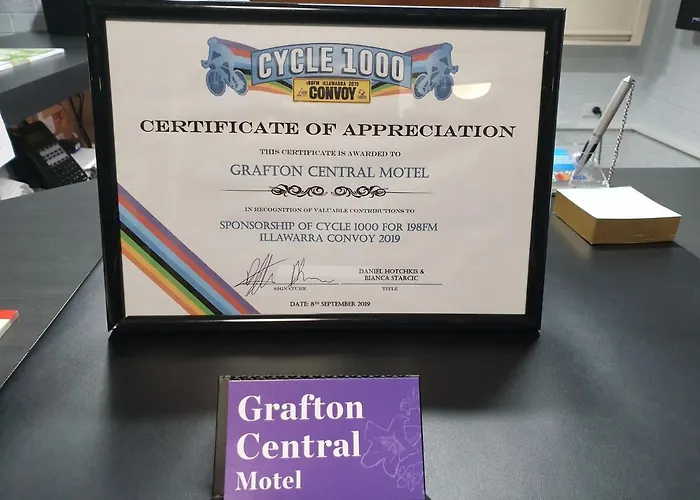 CYCLE 1000
i98FM ILLAWARRA 2019
CONVOY
CERTIFICATE OF APPRECIATION
THIS CERTIFICATE IS AWARDED TO
GRAFTON CENTRAL MOTEL
IN RECOGNITION OF VALUABLE CONTRIBUTIONS TO
SPONSORSHIP OF CYCLE 1000 FOR I98FM
ILLAWARRA CONVOY 2019
DANIEL HOTCHKIS &
BIANCA STARCIC
SIGNATURE
TITLE
DATE: 8TH SEPTEMBER 2019
Grafton
Central
Motel